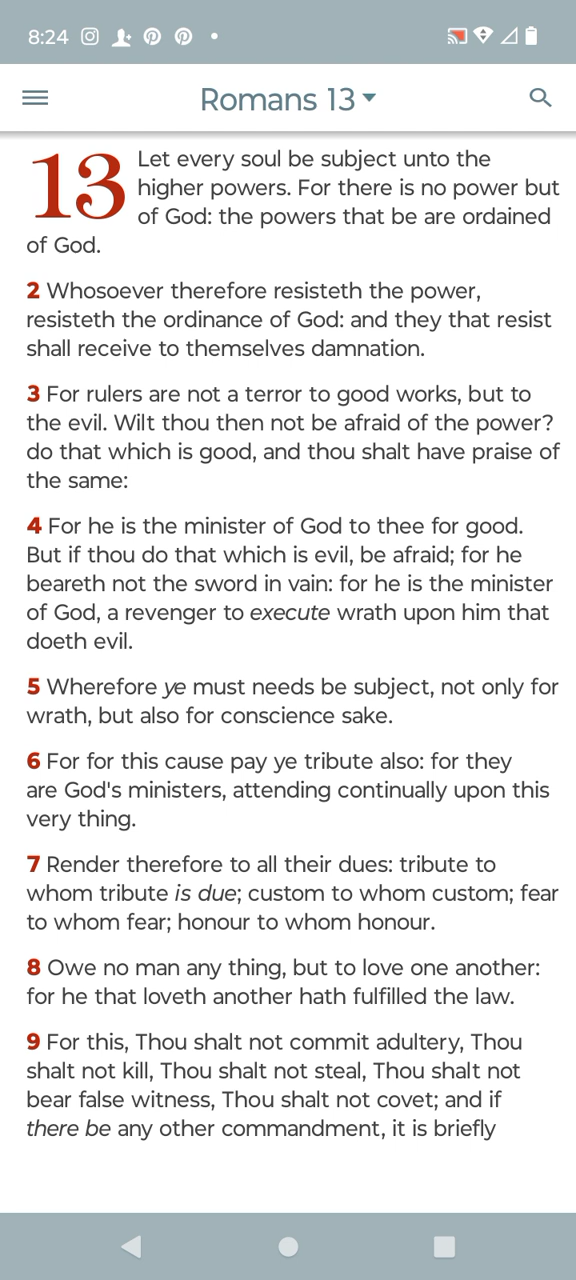 8:24
Romans 13
13 Let every soul be subject unto the
higher powers. For there is no power but
of God: the powers that be are ordained
of God.
2 Whosoever therefore resisteth the power,
resisteth the ordinance of God: and they that resist
shall receive to themselves damnation.
3 For rulers are not a terror to good works, but to
the evil. Wilt thou then not be afraid of the power?
do that which is good, and thou shalt have praise of
the same:
4 For he is the minister of God to thee for good.
But if thou do that which is evil, be afraid; for he
beareth not the sword in vain: for he is the minister
of God, a revenger to execute wrath upon him that
doeth evil.
5 Wherefore ye must needs be subject, not only for
wrath, but also for conscience sake.
6 For for this cause pay ye tribute also: for they
are God's ministers, attending continually upon this
very thing.
7 Render therefore to all their dues: tribute to
whom tribute is due; custom to whom custom; fear
to whom fear; honour to whom honour.
8 Owe no man any thing, but to love one another:
for he that loveth another hath fulfilled the law.
9 For this, Thou shalt not commit adultery, Thou
shalt not kill, Thou shalt not steal, Thou shalt not
bear false witness, Thou shalt not covet; and if
there be any other commandment, it is briefly